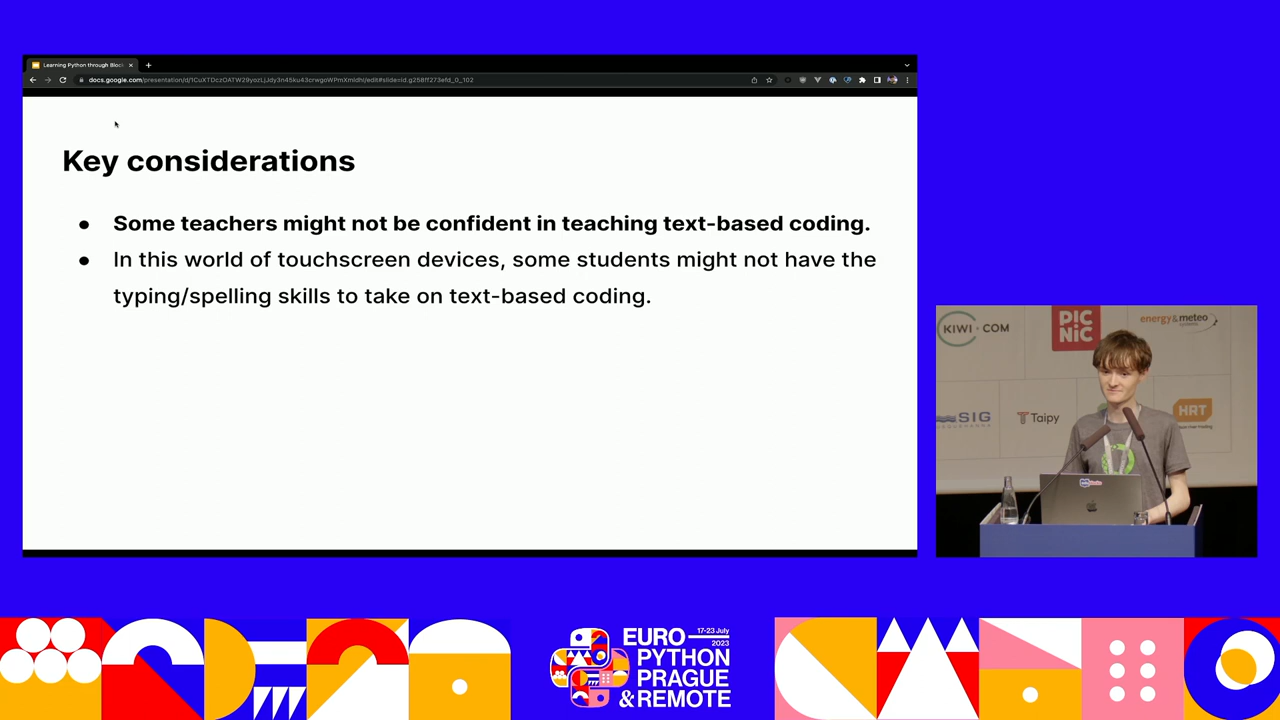 Learning Python through Block
docs.google.com/presentation/d/1CuXTDczOATW29yozLjJdy3n45ku43crwgoWPmXmldhI/edit#slide=id.g258ff273efd_0_102
Key considerations
● Some teachers might not be confident in teaching text-based coding.
● In this world of touchscreen devices, some students might not have the
typing/spelling skills to take on text-based coding.
KIWI.COM
PIC
NIC
energy&meteo
systems
SIG
Taipy
HRT
EURO
17-23 July
2023
PYTHON
PRAGUE
&REMOTE